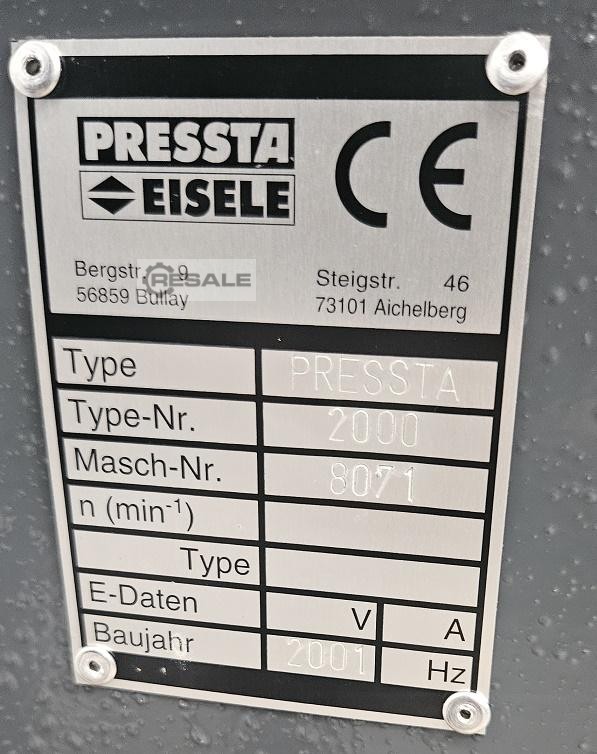 PRESSTA
EISELE
CE
Bergstr. 9
56859 Bullay
RESALE
Steigstr. 46
73101 Aichelberg
Type PRESSTA
Type-Nr. 2000
Masch-Nr. 8071
n (min-1)
Type
E-Daten V A
Baujahr 2001 Hz